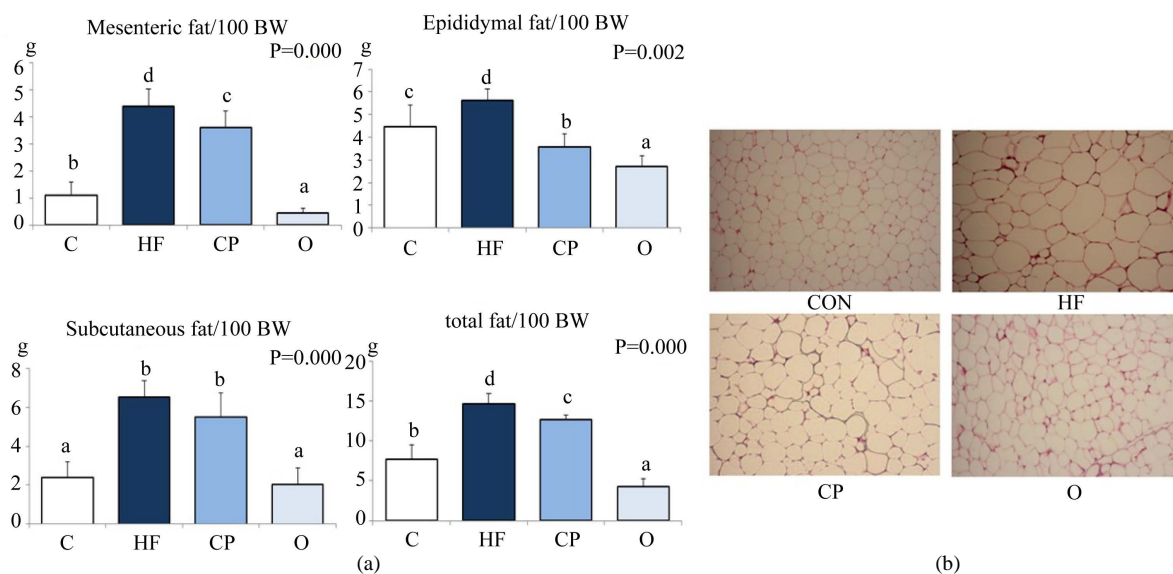 Mesenteric fat/100 BW
g
P=0.000
6
5
4
3
2
1
0
b
d
c
a
C HF CP O
Epididymal fat/100 BW
g
P=0.002
7
6
5
4
3
2
1
0
c
d
b
a
C HF CP O
Subcutaneous fat/100 BW
g
P=0.000
8
6
4
2
0
a
b
b
a
C HF CP O
total fat/100 BW
g
P=0.000
20
15
10
5
0
b
d
c
a
C HF CP O
(a)
CON HF
CP O
(b)